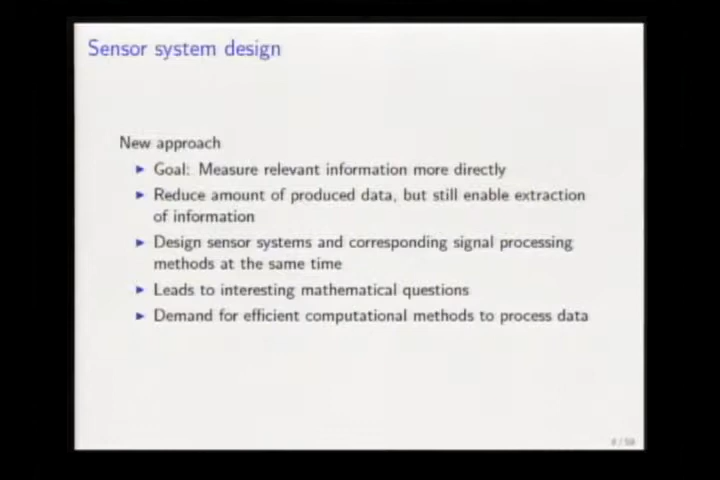 Sensor system design
New approach
► Goal: Measure relevant information more directly
► Reduce amount of produced data, but still enable extraction
of information
► Design sensor systems and corresponding signal processing
methods at the same time
► Leads to interesting mathematical questions
► Demand for efficient computational methods to process data